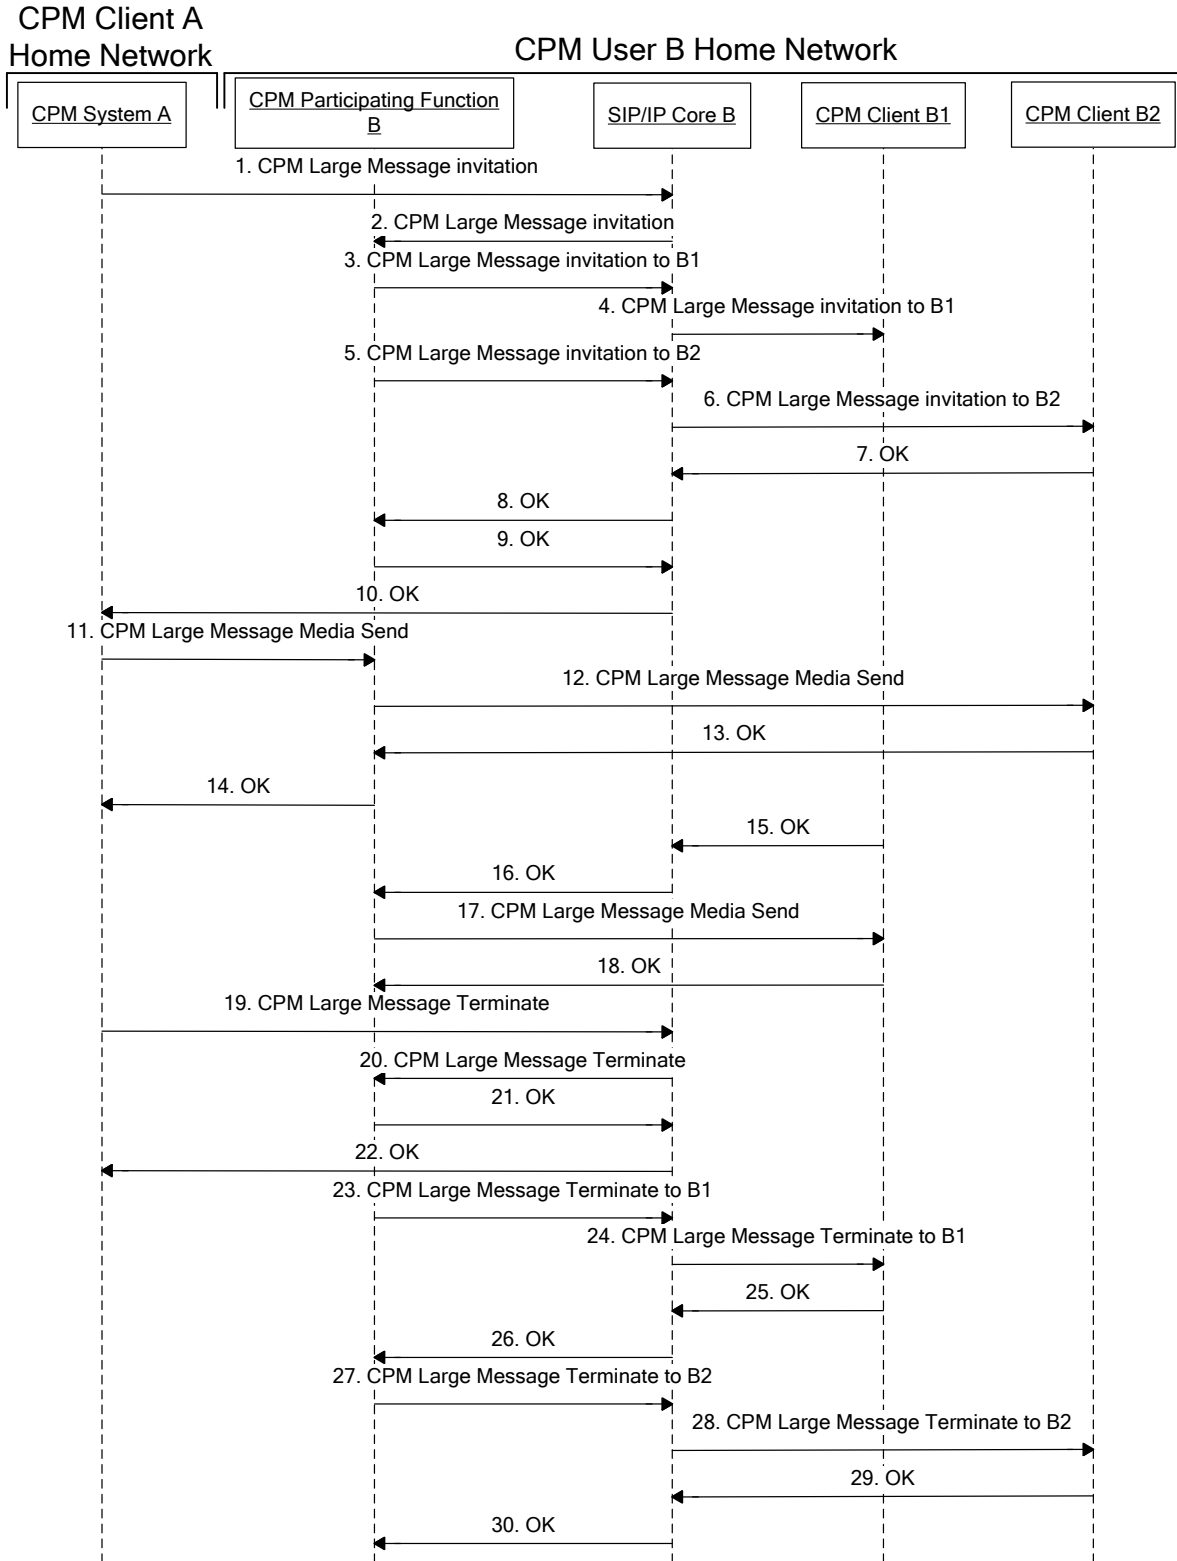 CPM Client A
Home Network
CPM User B Home Network
CPM System A
CPM Participating Function
B
SIP/IP Core B
CPM Client B1
CPM Client B2
1. CPM Large Message invitation
2. CPM Large Message invitation
3. CPM Large Message invitation to B1
4. CPM Large Message invitation to B1
5. CPM Large Message invitation to B2
6. CPM Large Message invitation to B2
7. OK
8. OK
9. OK
10. OK
11. CPM Large Message Media Send
12. CPM Large Message Media Send
13. OK
14. OK
15. OK
16. OK
17. CPM Large Message Media Send
18. OK
19. CPM Large Message Terminate
20. CPM Large Message Terminate
21. OK
22. OK
23. CPM Large Message Terminate to B1
24. CPM Large Message Terminate to B1
25. OK
26. OK
27. CPM Large Message Terminate to B2
28. CPM Large Message Terminate to B2
29. OK
30. OK